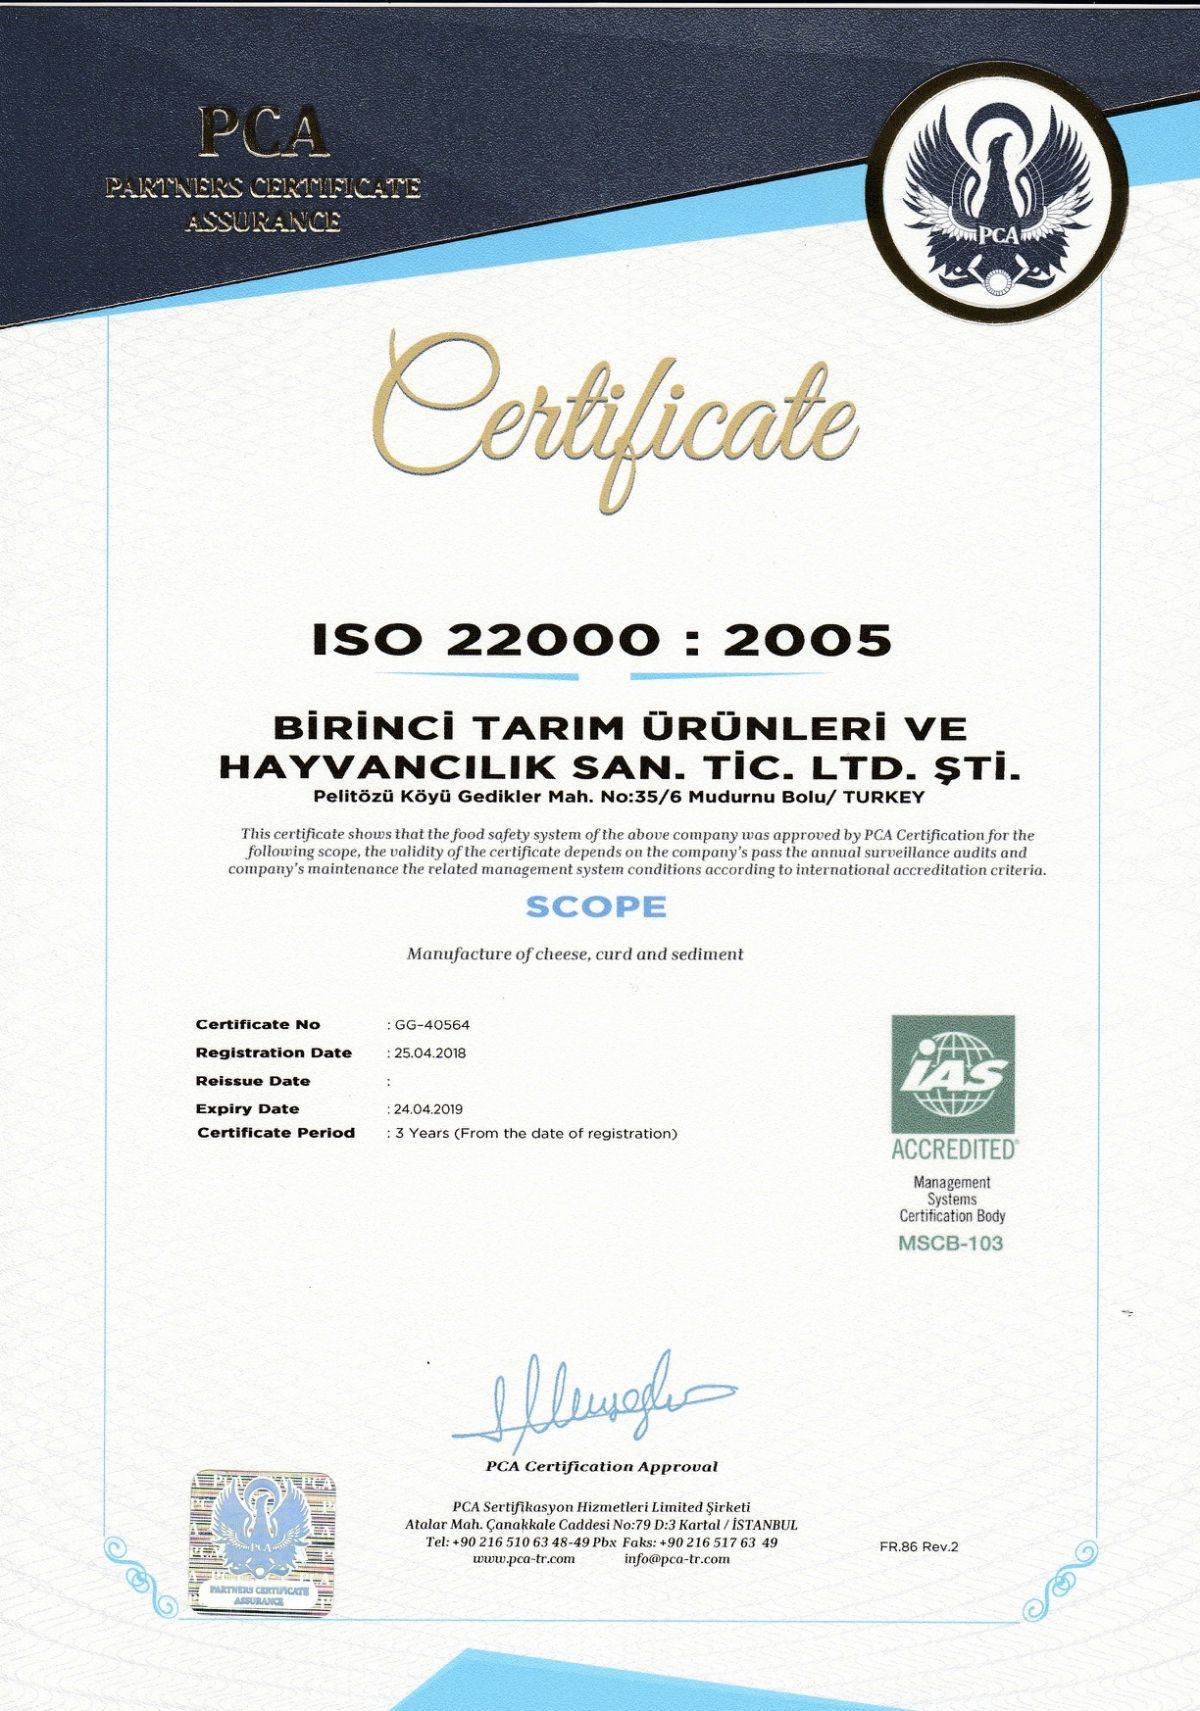 PCA
PARTNERS CERTIFICATE
ASSURANCE
PCA
Certificate
ISO 22000 : 2005
BİRİNCİ TARIM ÜRÜNLERİ VE
HAYVANCILIK SAN. TİC. LTD. ŞTİ.
Pelitözü Köyü Gedikler Mah. No:35/6 Mudurnu Bolu/ TURKEY
This certificate shows that the food safety system of the above company was approved by PCA Certification for the
following scope, the validity of the certificate depends on the company's pass the annual surveillance audits and
company's maintenance the related management system conditions according to international accreditation criteria.
SCOPE
Manufacture of cheese, curd and sediment
Certificate No : GG-40564
Registration Date : 25.04.2018
Reissue Date :
Expiry Date : 24.04.2019
Certificate Period : 3 Years (From the date of registration)
IAS
ACCREDITED®
Management
Systems
Certification Body
MSCB-103
PCA Certification Approval
PCA Sertifikasyon Hizmetleri Limited Şirketi
Atalar Mah. Çanakkale Caddesi No:79 D:3 Kartal / İSTANBUL
Tel: +90 216 510 63 48-49 Pbx Faks: +90 216 517 63 49
www.pca-tr.com info@pca-tr.com
FR.86 Rev.2
PCA
PARTNERS CERTIFICATE
ASSURANCE